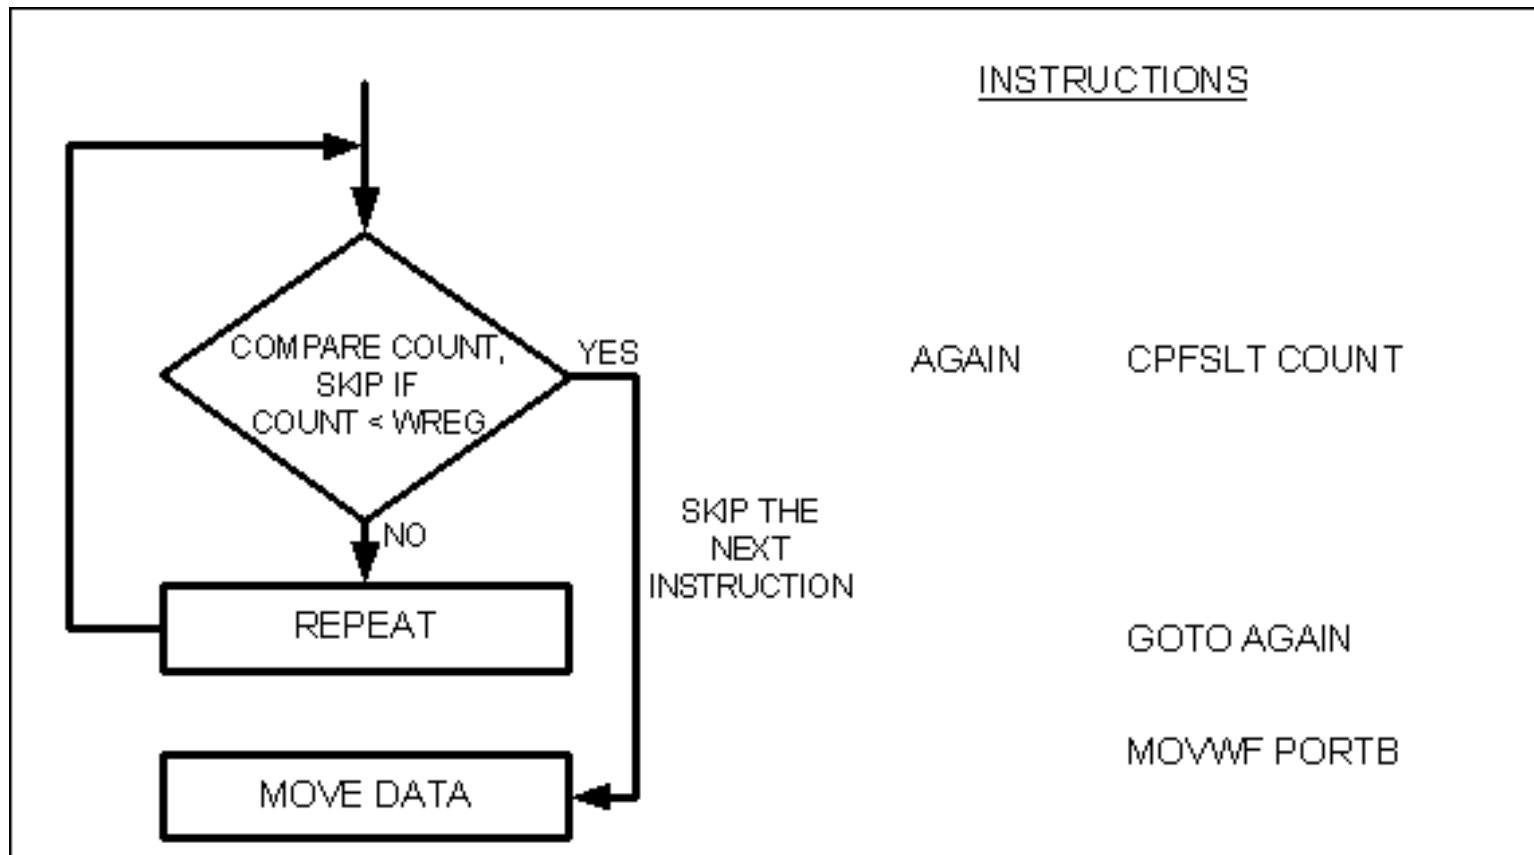 INSTRUCTIONS
COMPARE COUNT,
SKIP IF
COUNT < WREG
YES
AGAIN CPFSLT COUNT
NO
SKIP THE
NEXT
INSTRUCTION
REPEAT
GOTO AGAIN
MOVWF PORTB
MOVE DATA